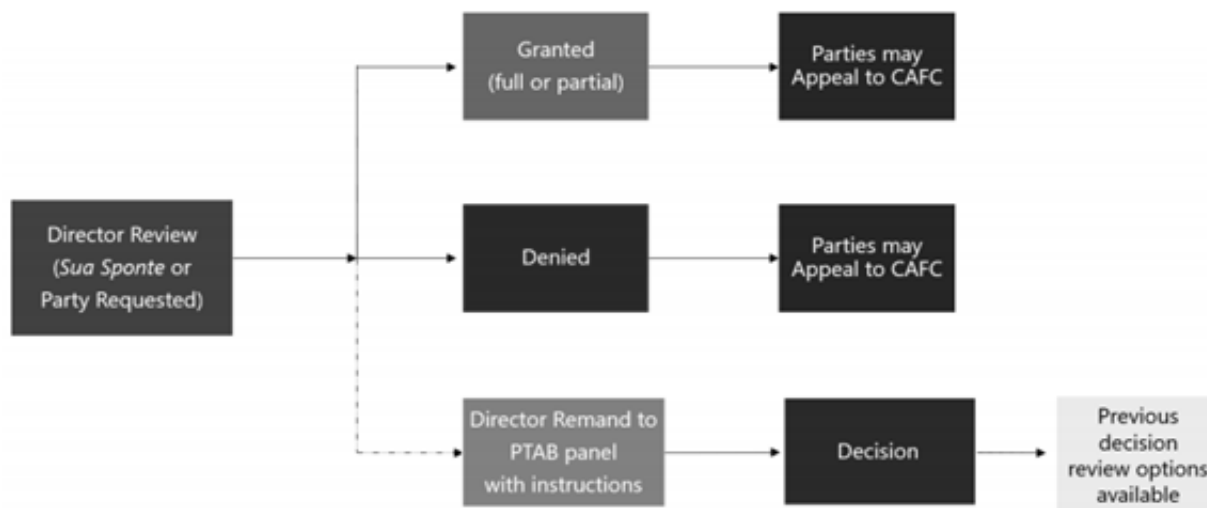 Granted
(full or partial)
Parties may
Appeal to CAFC
Director Review
(Sua Sponte or
Party Requested)
Denied
Parties may
Appeal to CAFC
Director Remand to
PTAB panel
with instructions
Decision
Previous
decision
review options
available